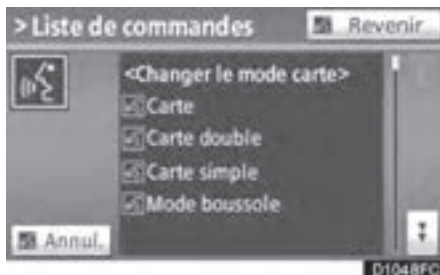 >Liste de commandes
Revenir
<Changer le mode carte>
Carte
Carte double
Carte simple
Mode boussole
Annul.
D1048FC